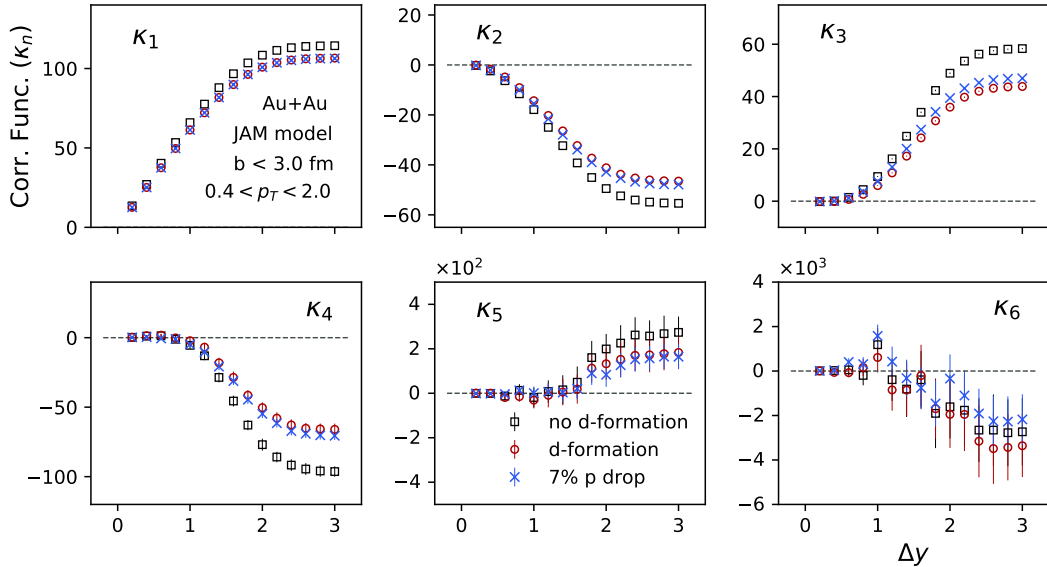 κ1
Au+Au
JAM model
b < 3.0 fm
0.4 < pT < 2.0
100
50
0
Corr. Func. (κn)
κ2
20
0
−20
−40
−60
κ3
60
40
20
0
κ4
0
−50
−100
0 1 2 3
×10²
κ5
4
2
0
−2
−4
no d-formation
d-formation
7% p drop
0 1 2 3
×10³
κ6
4
2
0
−2
−4
−6
0 1 2 3
Δy